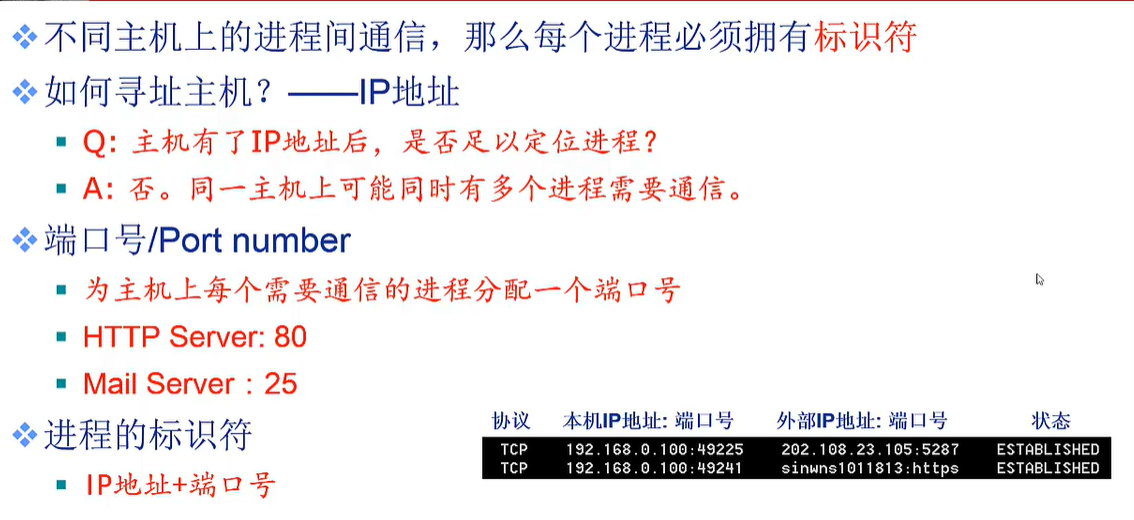 不同主机上的进程间通信，那么每个进程必须拥有标识符
如何寻址主机？——IP地址
Q: 主机有了IP地址后，是否足以定位进程？
A: 否。同一主机上可能同时有多个进程需要通信。
端口号/Port number
为主机上每个需要通信的进程分配一个端口号
HTTP Server: 80
Mail Server：25
进程的标识符
IP地址+端口号
协议 本机IP地址: 端口号 外部IP地址: 端口号 状态
TCP 192.168.0.100:49225 202.108.23.105:5287 ESTABLISHED
TCP 192.168.0.100:49241 sinwns1011813:https ESTABLISHED